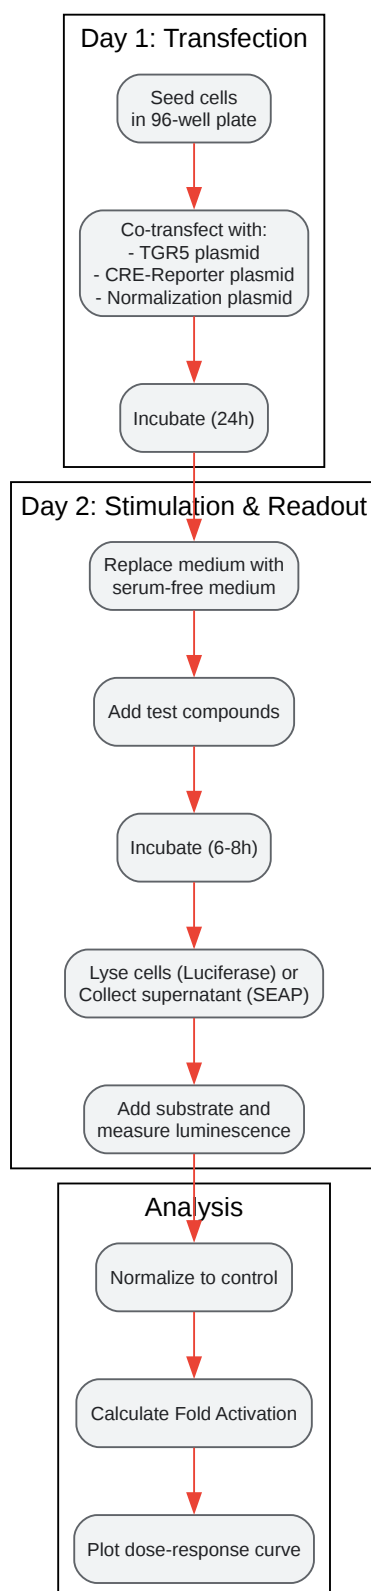 Day 1: Transfection
Seed cells
in 96-well plate
Co-transfect with:
- TGR5 plasmid
- CRE-Reporter plasmid
- Normalization plasmid
Incubate (24h)
Day 2: Stimulation & Readout
Replace medium with
serum-free medium
Add test compounds
Incubate (6-8h)
Lyse cells (Luciferase) or
Collect supernatant (SEAP)
Add substrate and
measure luminescence
Analysis
Normalize to control
Calculate Fold Activation
Plot dose-response curve